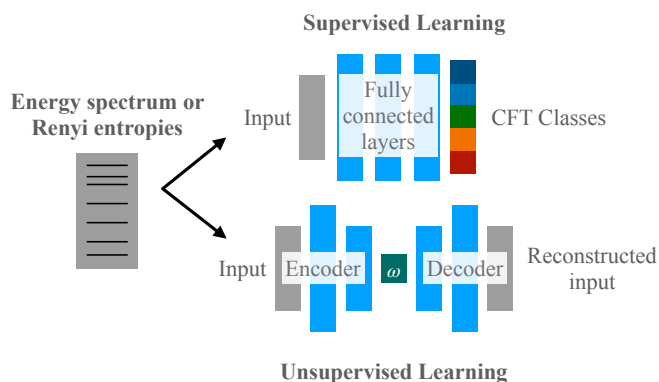 Supervised Learning
Energy spectrum or
Renyi entropies
Input
Fully
connected
layers
CFT Classes
Input
Encoder
ω
Decoder
Reconstructed
input
Unsupervised Learning